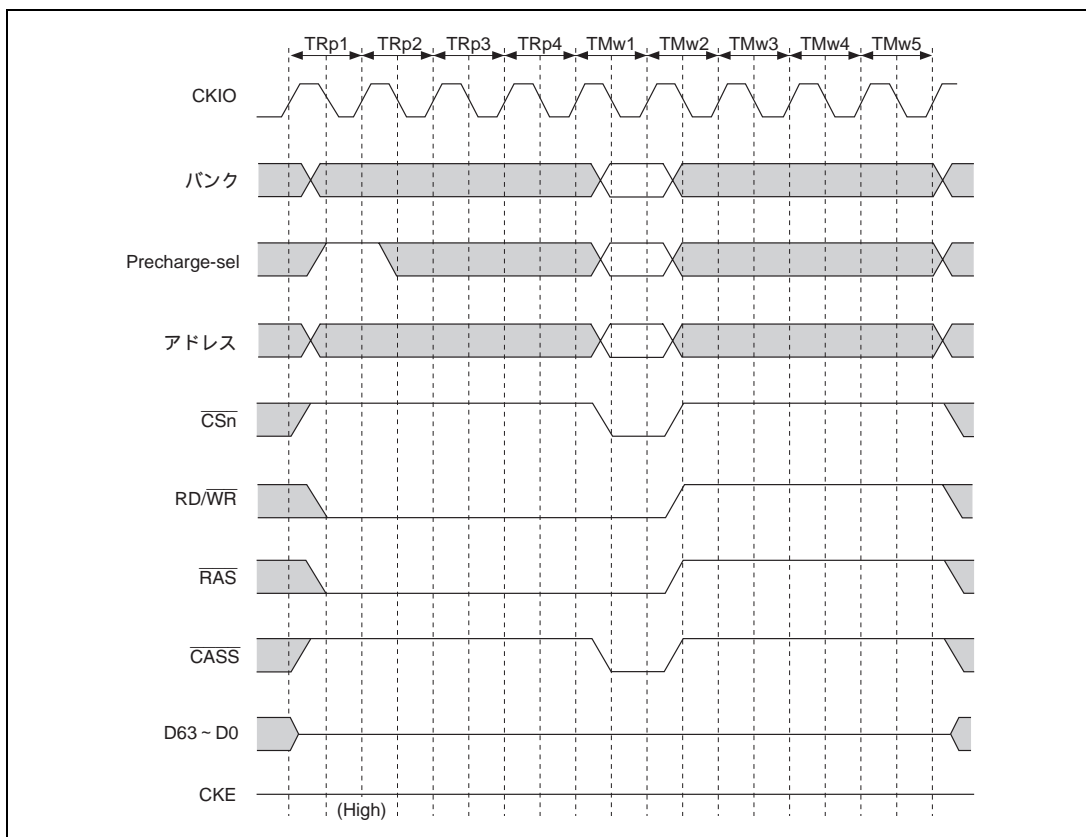 TRp1 TRp2 TRp3 TRp4 TMw1 TMw2 TMw3 TMw4 TMw5
CKIO
バンク
Precharge-sel
アドレス
CSn
RD/WR
RAS
CASS
D63 ~ D0
CKE
(High)